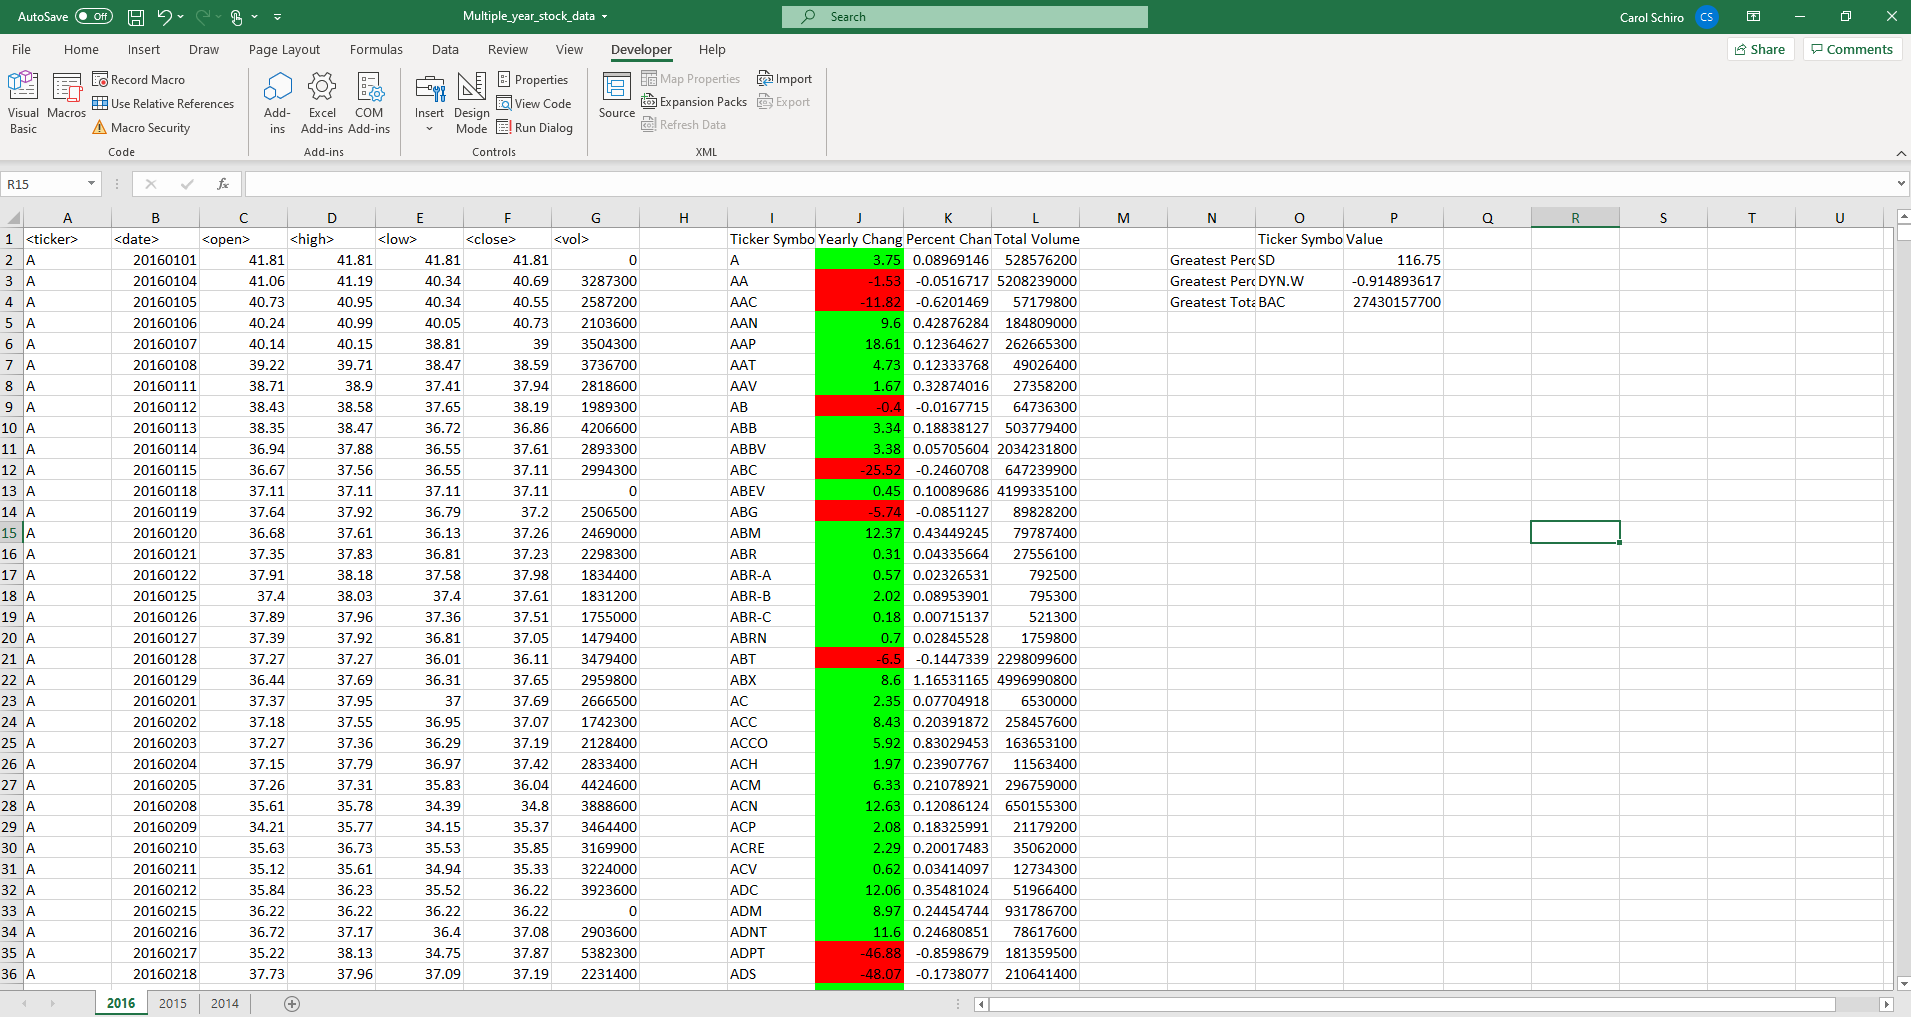 AutoSave Off Multiple_year_stock_data Search Carol Schiro CS
File Home Insert Draw Page Layout Formulas Data Review View Developer Help Share Comments
Visual Basic
Macros
Record Macro
Use Relative References
Macro Security
Code
Add-ins
Excel Add-ins
COM Add-ins
Add-ins
Insert
Design Mode
Properties
View Code
Run Dialog
Controls
Source
Map Properties
Expansion Packs
Refresh Data
Import
Export
XML
R15 fx
A B C D E F G H I J K L M N O P Q R S T U
1 <ticker> <date> <open> <high> <low> <close> <vol> Ticker Symbo Yearly Chang Percent Chan Total Volume Ticker Symbo Value
2 A 20160101 41.81 41.81 41.81 41.81 0 A 3.75 0.08969146 528576200 Greatest Perc SD 116.75
3 A 20160104 41.06 41.19 40.34 40.69 3287300 AA -1.53 -0.0516717 5208239000 Greatest Perc DYN.W -0.914893617
4 A 20160105 40.73 40.95 40.34 40.55 2587200 AAC -11.82 -0.6201469 57179800 Greatest Tota BAC 27430157700
5 A 20160106 40.24 40.99 40.05 40.73 2103600 AAN 9.6 0.42876284 184809000
6 A 20160107 40.14 40.15 38.81 39 3504300 AAP 18.61 0.12364627 262665300
7 A 20160108 39.22 39.71 38.47 38.59 3736700 AAT 4.73 0.12333768 49026400
8 A 20160111 38.71 38.9 37.41 37.94 2818600 AAV 1.67 0.32874016 27358200
9 A 20160112 38.43 38.58 37.65 38.19 1989300 AB -0.4 -0.0167715 64736300
10 A 20160113 38.35 38.47 36.72 36.86 4206600 ABB 3.34 0.18838127 503779400
11 A 20160114 36.94 37.88 36.55 37.61 2893300 ABBV 3.38 0.05705604 2034231800
12 A 20160115 36.67 37.56 36.55 37.11 2994300 ABC -25.52 -0.2460708 647239900
13 A 20160118 37.11 37.11 37.11 37.11 0 ABEV 0.45 0.10089686 4199335100
14 A 20160119 37.64 37.92 36.79 37.2 2506500 ABG -5.74 -0.0851127 89828200
15 A 20160120 36.68 37.61 36.13 37.26 2469000 ABM 12.37 0.43449245 79787400
16 A 20160121 37.35 37.83 36.81 37.23 2298300 ABR 0.31 0.04335664 27556100
17 A 20160122 37.91 38.18 37.58 37.98 1834400 ABR-A 0.57 0.02326531 792500
18 A 20160125 37.4 38.03 37.4 37.61 1831200 ABR-B 2.02 0.08953901 795300
19 A 20160126 37.89 37.96 37.36 37.51 1755000 ABR-C 0.18 0.00715137 521300
20 A 20160127 37.39 37.92 36.81 37.05 1479400 ABRN 0.7 0.02845528 1759800
21 A 20160128 37.27 37.27 36.01 36.11 3479400 ABT -6.5 -0.1447339 2298099600
22 A 20160129 36.44 37.69 36.31 37.65 2959800 ABX 8.6 1.16531165 4996990800
23 A 20160201 37.37 37.95 37 37.69 2666500 AC 2.35 0.07704918 6530000
24 A 20160202 37.18 37.55 36.95 37.07 1742300 ACC 8.43 0.20391872 258457600
25 A 20160203 37.27 37.36 36.29 37.19 2128400 ACCO 5.92 0.83029453 163653100
26 A 20160204 37.15 37.79 36.97 37.42 2833400 ACH 1.97 0.23907767 11563400
27 A 20160205 37.26 37.31 35.83 36.04 4424600 ACM 6.33 0.21078921 296759000
28 A 20160208 35.61 35.78 34.39 34.8 3888600 ACN 12.63 0.12086124 650155300
29 A 20160209 34.21 35.77 34.15 35.37 3464400 ACP 2.08 0.18325991 21179200
30 A 20160210 35.63 36.73 35.53 35.85 3169900 ACRE 2.29 0.20017483 35062000
31 A 20160211 35.12 35.61 34.94 35.33 3224000 ACV 0.62 0.03414097 12734300
32 A 20160212 35.84 36.23 35.52 36.22 3923600 ADC 12.06 0.35481024 51966400
33 A 20160215 36.22 36.22 36.22 36.22 0 ADM 8.97 0.24454744 931786700
34 A 20160216 36.72 37.17 36.4 37.08 2903600 ADNT 11.6 0.24680851 78617600
35 A 20160217 35.22 38.13 34.75 37.87 5382300 ADPT -46.88 -0.8598679 181359500
36 A 20160218 37.73 37.96 37.09 37.19 2231400 ADS -48.07 -0.1738077 210641400
2016 2015 2014